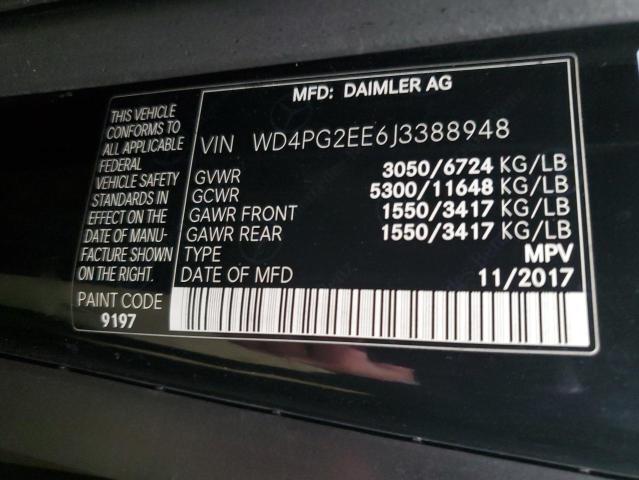 MFD: DAIMLER AG
THIS VEHICLE
CONFORMS TO
ALL APPLICABLE
FEDERAL
VEHICLE SAFETY
STANDARDS IN
EFFECT ON THE
DATE OF MANU-
FACTURE SHOWN
ON THE RIGHT.
PAINT CODE
9197
VIN WD4PG2EE6J3388948
GVWR 3050/6724 KG/LB
GCWR 5300/11648 KG/LB
GAWR FRONT 1550/3417 KG/LB
GAWR REAR 1550/3417 KG/LB
TYPE MPV
DATE OF MFD 11/2017